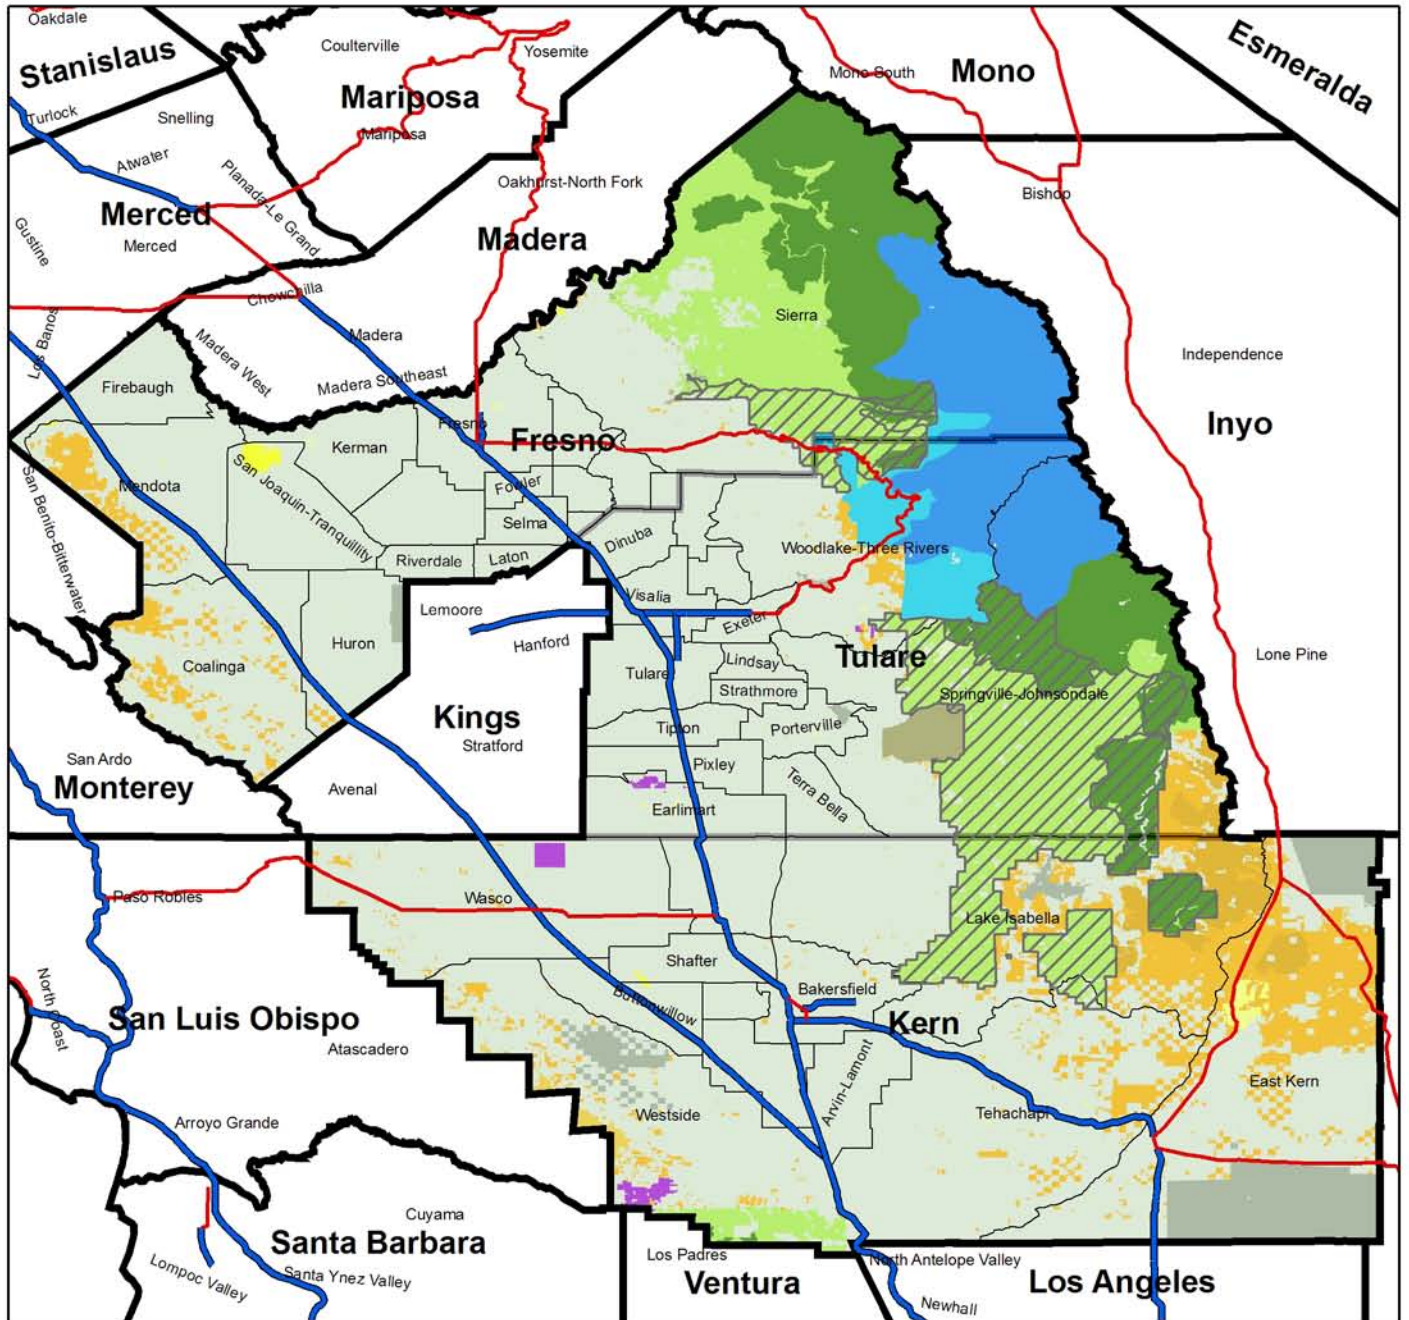 Oakdale
Stanislaus
Coulterville
Yosemite
Mono South
Mono
Esmeralda
Turlock
Snelling
Mariposa
Mariposa
Atwater
Planada-Le Grand
Oakhurst-North Fork
Bishop
Merced
Merced
Gustine
Madera
Chowchilla
Los Banos
Madera
Madera West
Madera Southeast
Sierra
Independence
Firebaugh
Inyo
Fresno
Fresno
Kerman
Mendota
San Joaquin-Tranquillity
Fowler
Selma
San Benito-Bitterwater
Riverdale
Laton
Dinuba
Woodlake-Three Rivers
Lemoore
Visalia
Exeter
Hanford
Huron
Coalinga
Tulare
Lindsay
Tulare
Lone Pine
Strathmore
Springville-Johnsondale
Kings
Stratford
Tipton
Porterville
San Ardo
Monterey
Avenal
Pixley
Terra Bella
Earlimart
Paso Robles
Wasco
Lake Isabella
Shafter
North Coast
San Luis Obispo
Atascadero
Buttonwillow
Bakersfield
Kern
Arroyo Grande
Westside
Arvin-Lamont
Tehachapi
East Kern
Cuyama
Santa Barbara
Lompoc Valley
Santa Ynez Valley
Los Padres
Ventura
North Antelope Valley
Los Angeles
Newhall